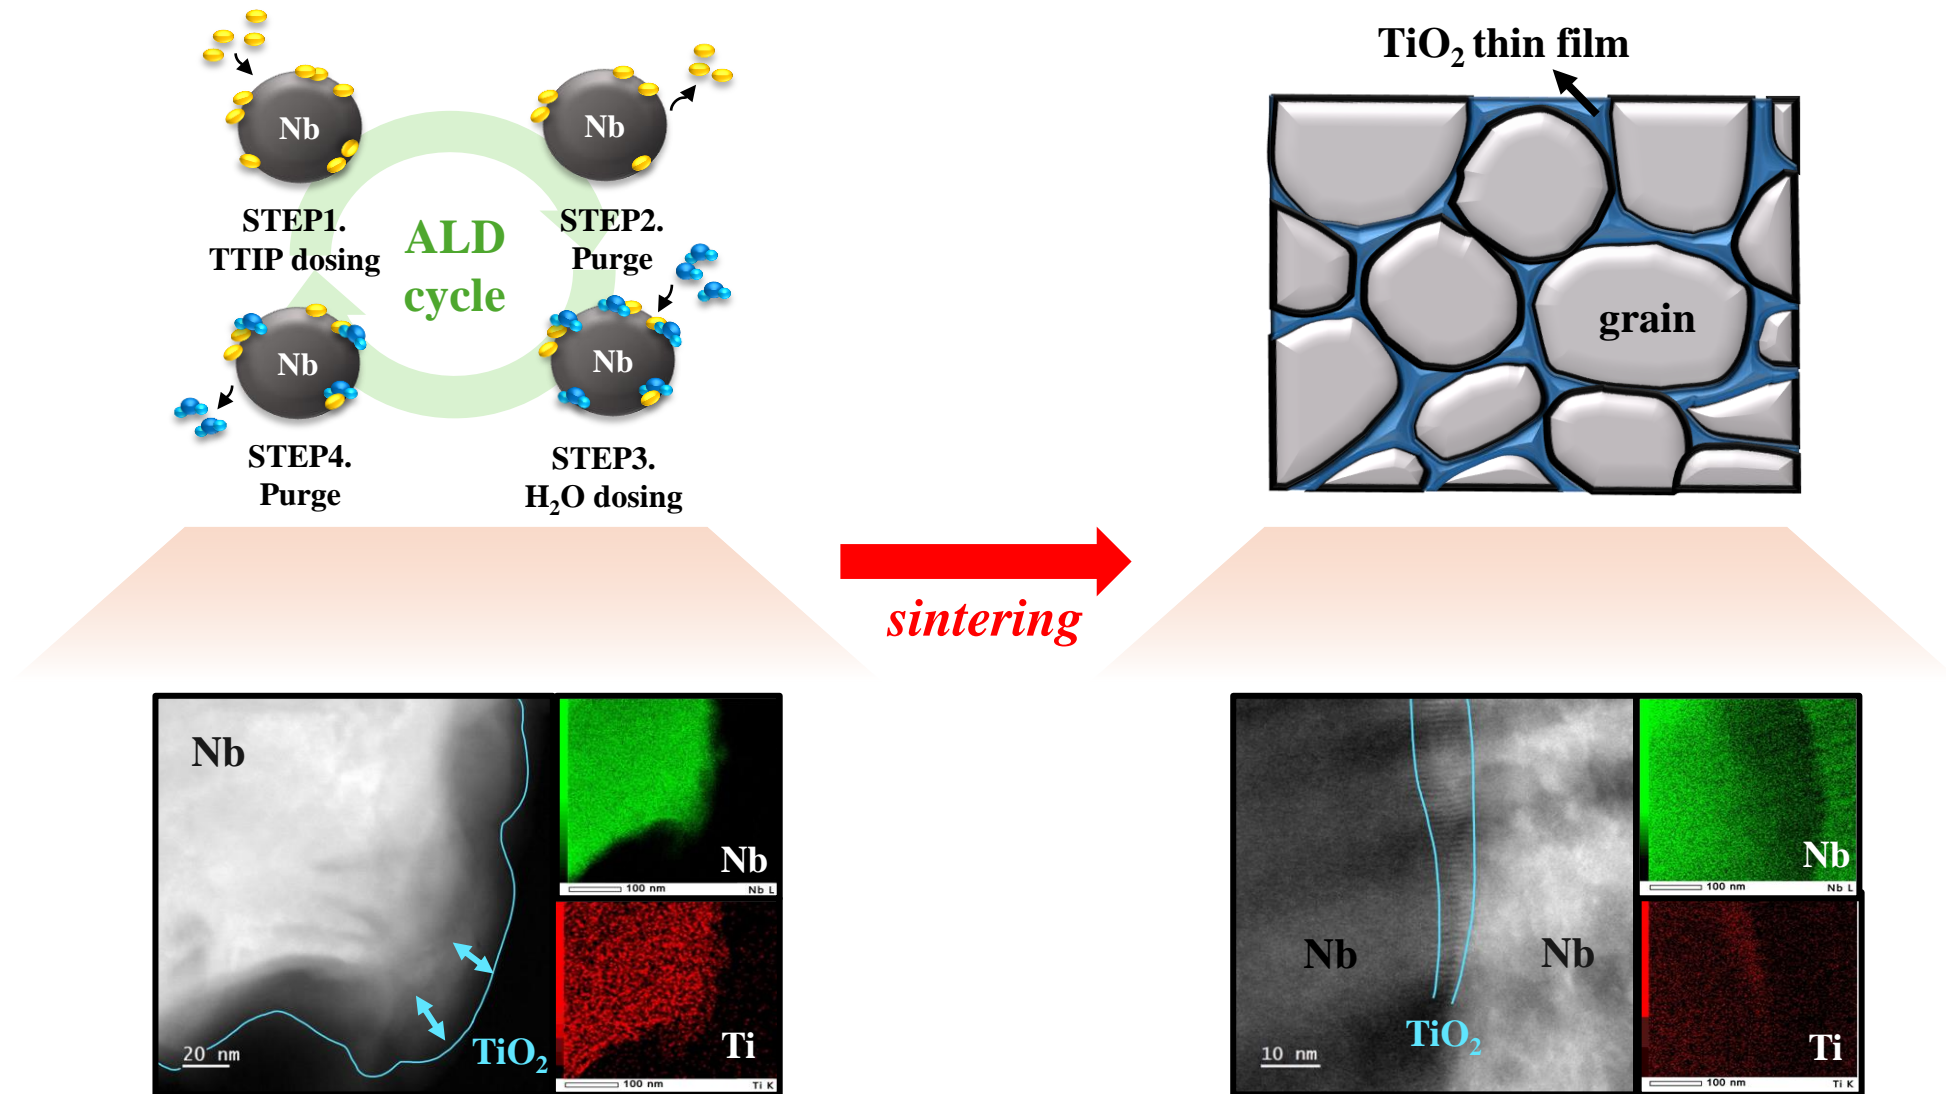 Nb
Nb
STEP1.
TTIP dosing
STEP2.
Purge
ALD
cycle
Nb
Nb
STEP4.
Purge
STEP3.
H₂O dosing
sintering
TiO₂ thin film
grain
Nb
20 nm
TiO₂
Nb
100 nm
Nb L
Ti
100 nm
Ti K
Nb
Nb
TiO₂
10 nm
Nb
100 nm
Nb L
Ti
100 nm
Ti K